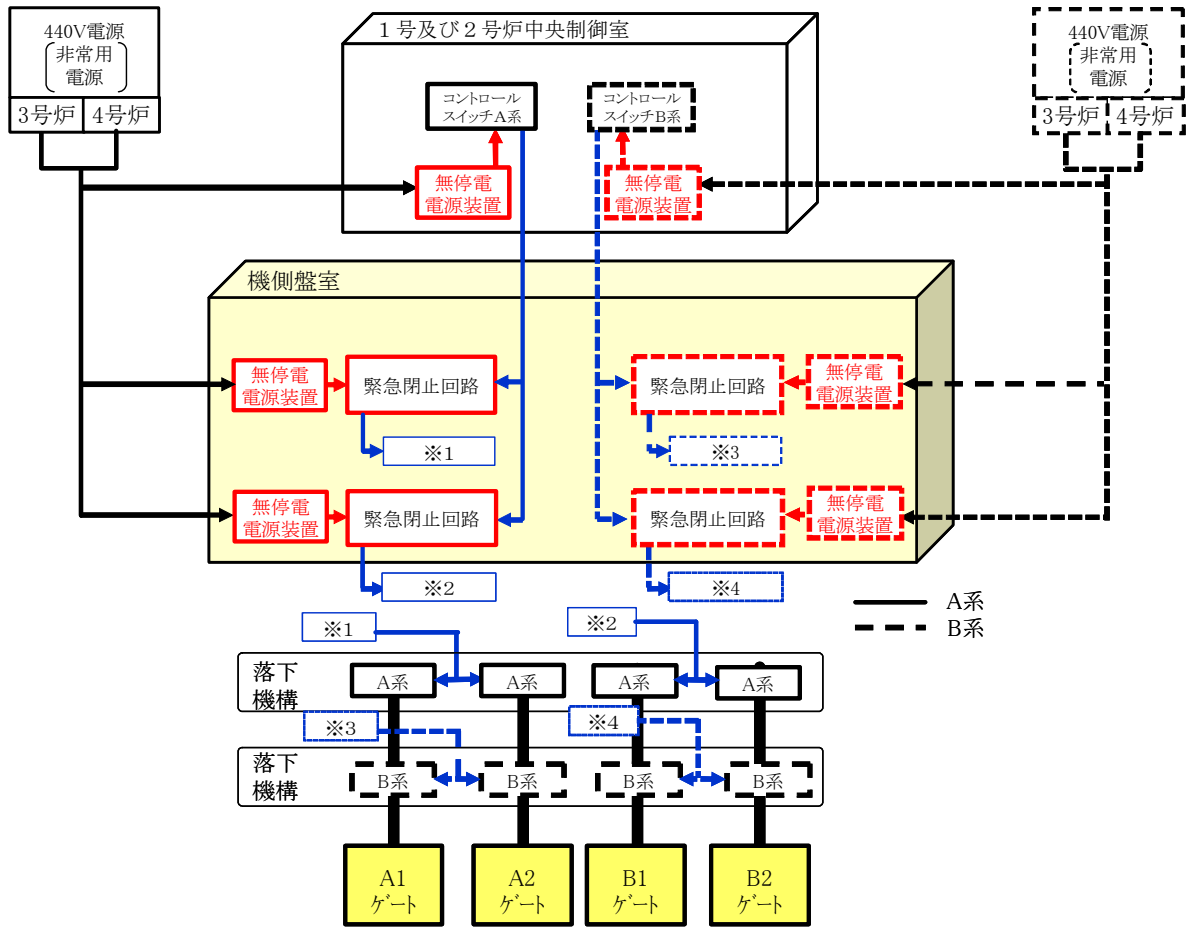 440V電源
非常用
電源
3号炉
4号炉
1号及び2号炉中央制御室
コントロール
スイッチA系
コントロール
スイッチB系
無停電
電源装置
無停電
電源装置
440V電源
非常用
電源
3号炉
4号炉
機側盤室
無停電
電源装置
緊急閉止回路
緊急閉止回路
無停電
電源装置
※1
※3
無停電
電源装置
緊急閉止回路
緊急閉止回路
無停電
電源装置
※2
※4
A系
B系
※1
※2
落下
機構
A系
A系
A系
A系
※3
※4
落下
機構
B系
B系
B系
B系
A1
ゲート
A2
ゲート
B1
ゲート
B2
ゲート